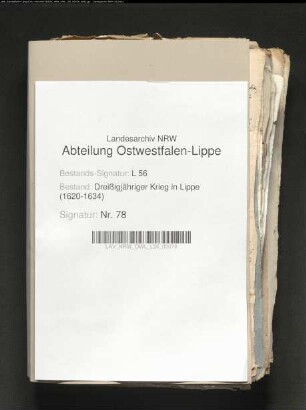 Landesarchiv NRW
Abteilung Ostwestfalen-Lippe
Bestands-Signatur: L 56
Bestand: Dreißigjähriger Krieg in Lippe
(1620-1634)
Signatur: Nr. 78